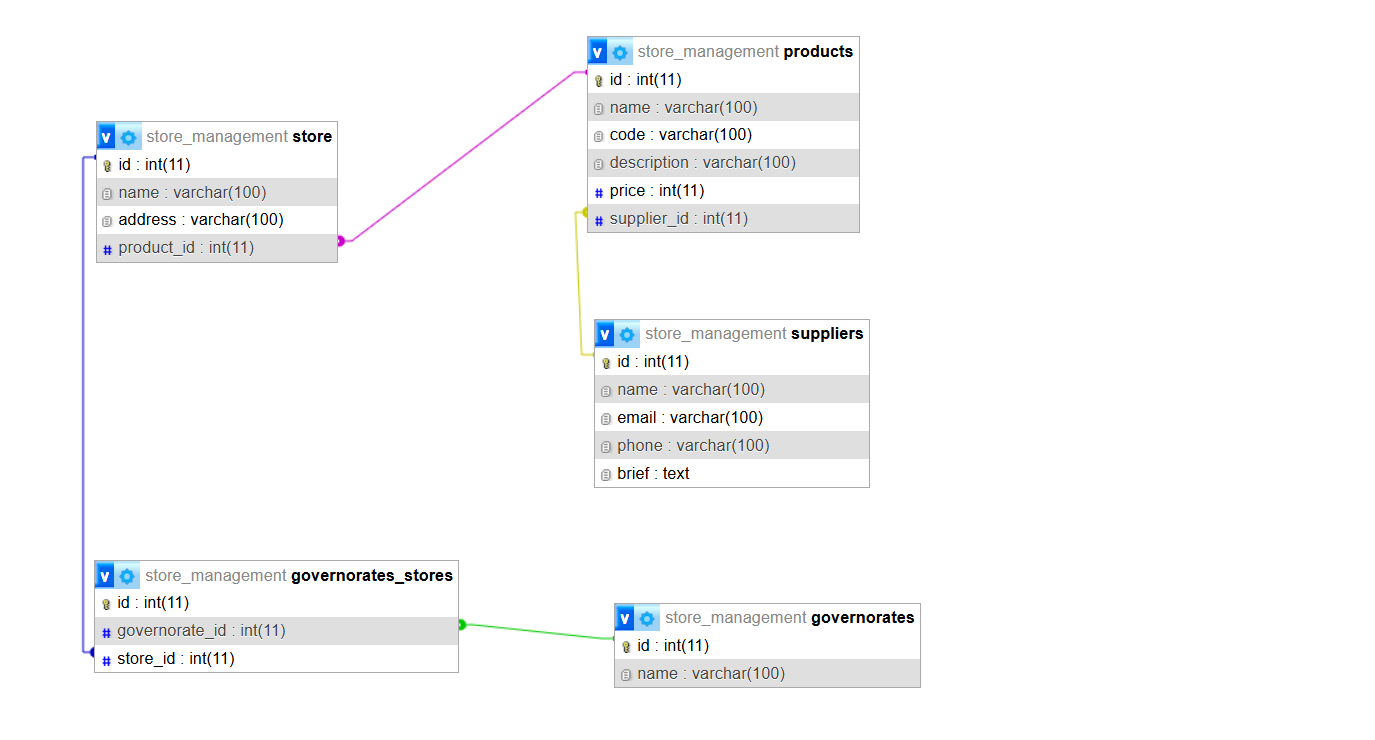 v store_management products
id : int(11)
name : varchar(100)
code : varchar(100)
description : varchar(100)
# price : int(11)
# supplier_id : int(11)
v store_management store
id : int(11)
name : varchar(100)
address : varchar(100)
# product_id : int(11)
v store_management suppliers
id : int(11)
name : varchar(100)
email : varchar(100)
phone : varchar(100)
brief : text
v store_management governorates_stores
id : int(11)
# governorate_id : int(11)
# store_id : int(11)
v store_management governorates
id : int(11)
name : varchar(100)